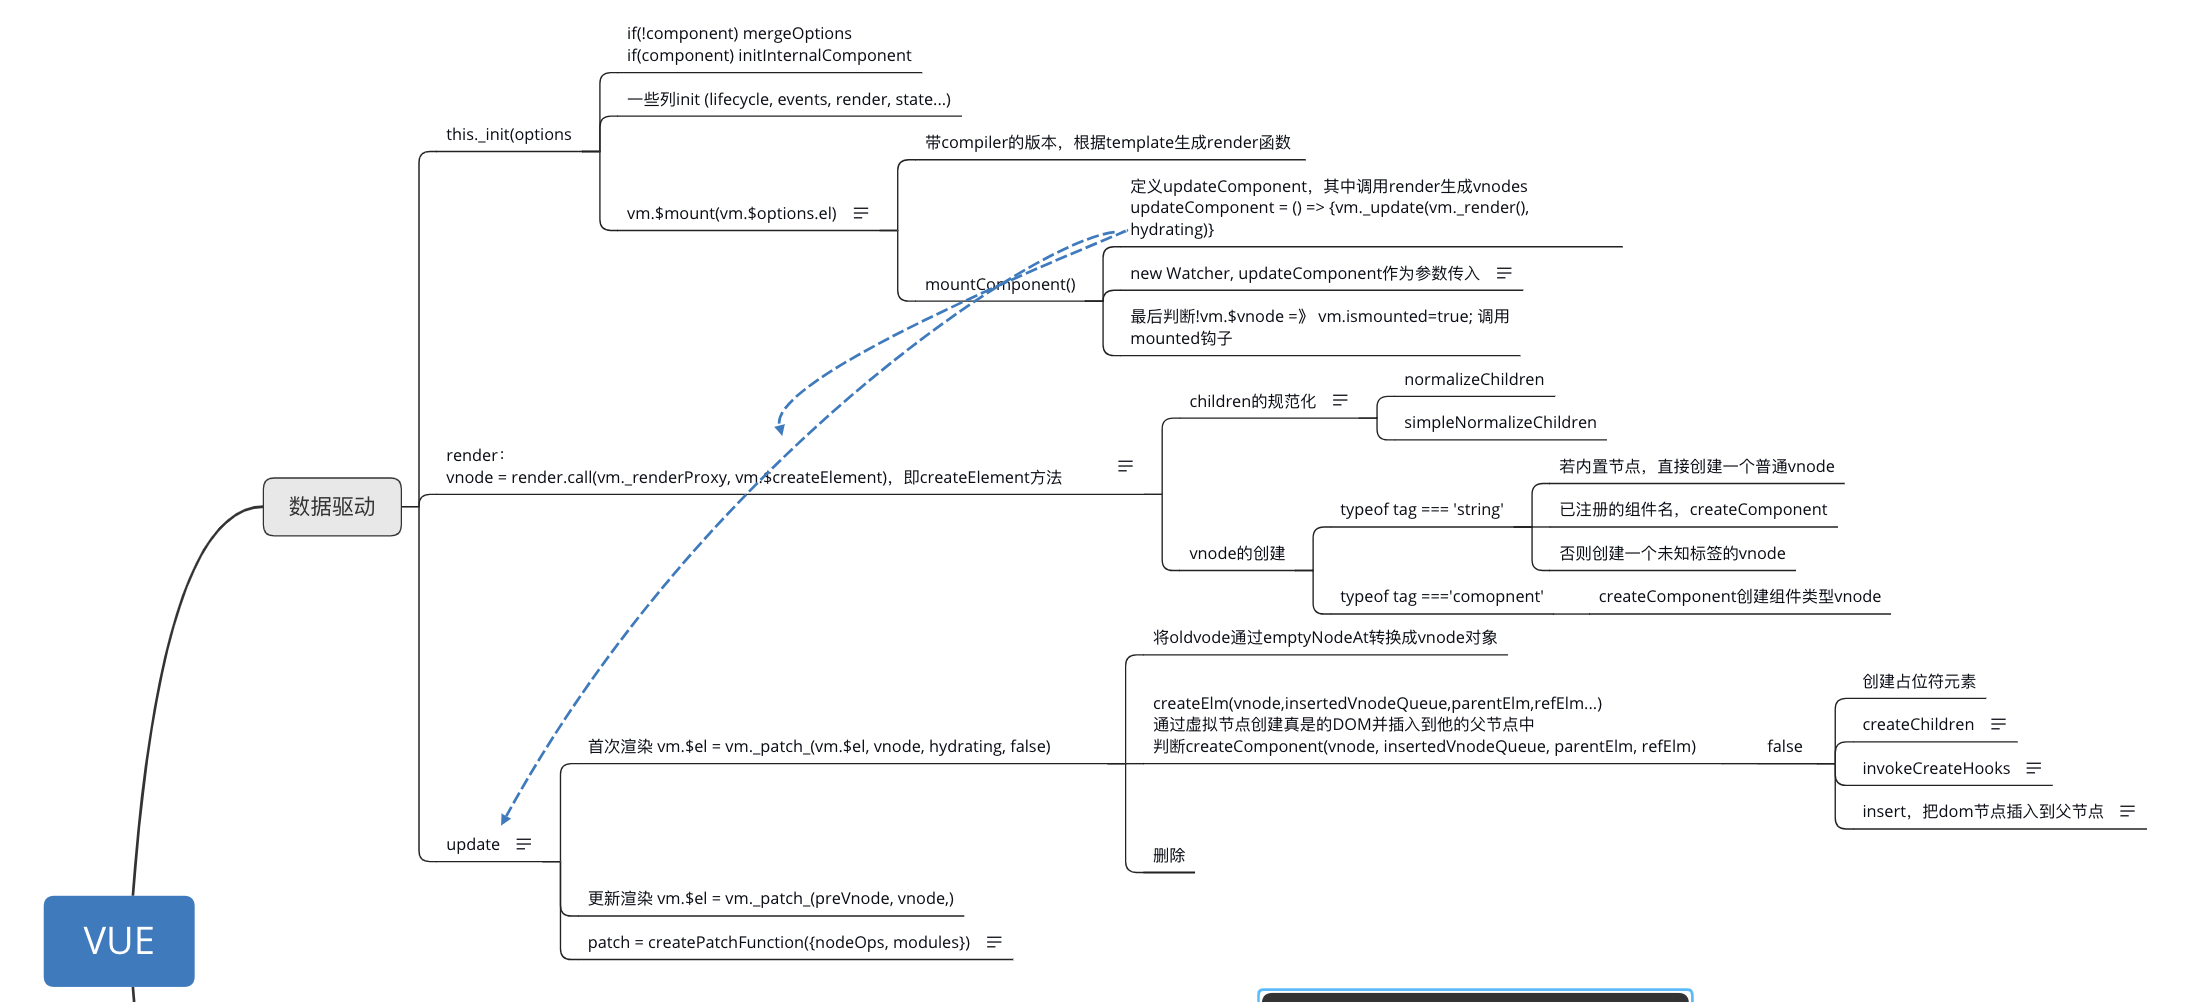 if(!component) mergeOptions
if(component) initInternalComponent
一些列init (lifecycle, events, render, state...)
this._init(options
带compiler的版本，根据template生成render函数
定义updateComponent，其中调用render生成vnodes
updateComponent = () => {vm._update(vm._render(),
hydrating)}
vm.$mount(vm.$options.el)
new Watcher, updateComponent作为参数传入
mountComponent()
最后判断!vm.$vnode =》 vm.ismounted=true; 调用
mounted钩子
normalizeChildren
children的规范化
simpleNormalizeChildren
render：
vnode = render.call(vm._renderProxy, vm.$createElement)，即createElement方法
若内置节点，直接创建一个普通vnode
typeof tag === 'string'
已注册的组件名，createComponent
数据驱动
vnode的创建
否则创建一个未知标签的vnode
typeof tag ==='comopnent'
createComponent创建组件类型vnode
将oldvode通过emptyNodeAt转换成vnode对象
创建占位符元素
createElm(vnode,insertedVnodeQueue,parentElm,refElm...)
通过虚拟节点创建真是的DOM并插入到他的父节点中
判断createComponent(vnode, insertedVnodeQueue, parentElm, refElm)
createChildren
首次渲染 vm.$el = vm._patch_(vm.$el, vnode, hydrating, false)
false
invokeCreateHooks
insert，把dom节点插入到父节点
update
删除
更新渲染 vm.$el = vm._patch_(preVnode, vnode,)
patch = createPatchFunction({nodeOps, modules})
VUE